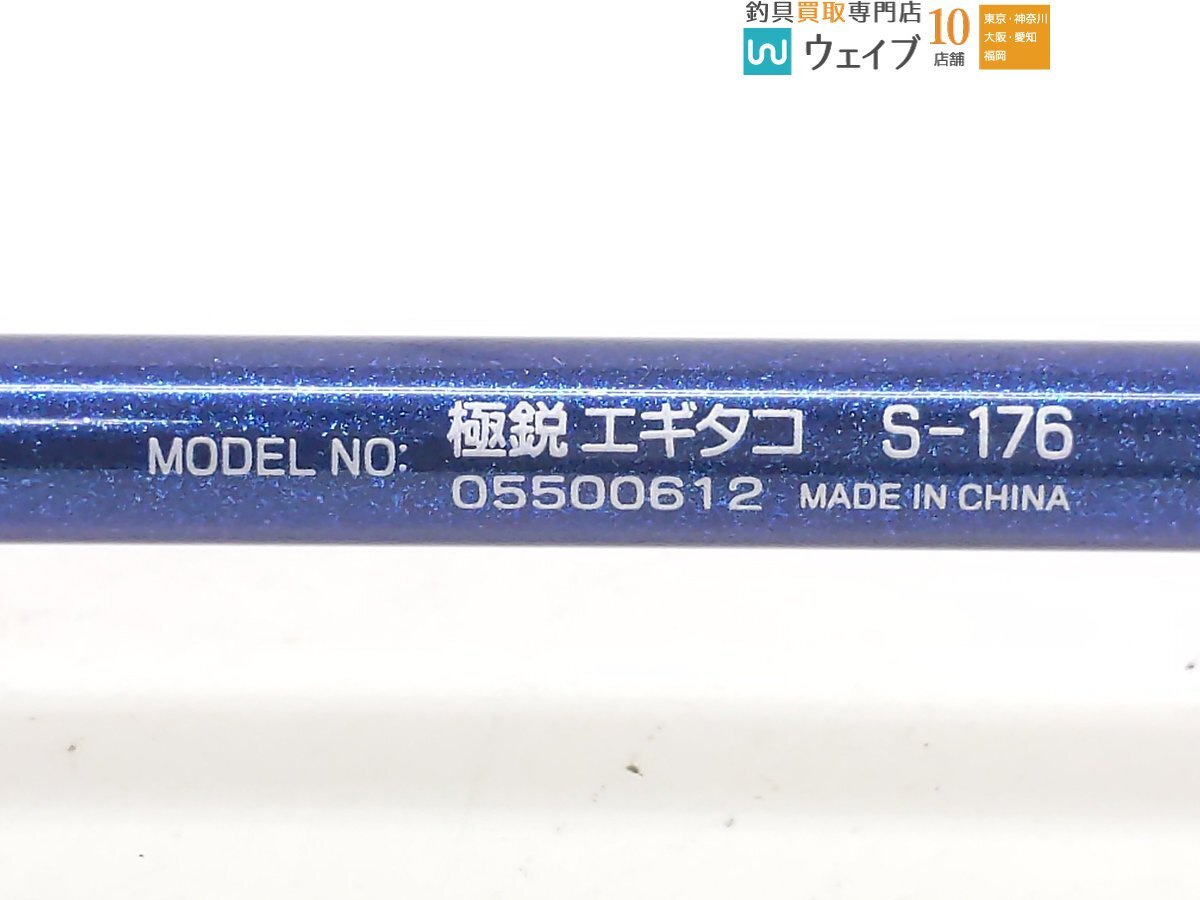 釣具買取専門店
ウェイブ
10
店舗
東京・神奈川
大阪・愛知
福岡
MODEL NO: 極鋭 エギタコ S-176
05500612 MADE IN CHINA